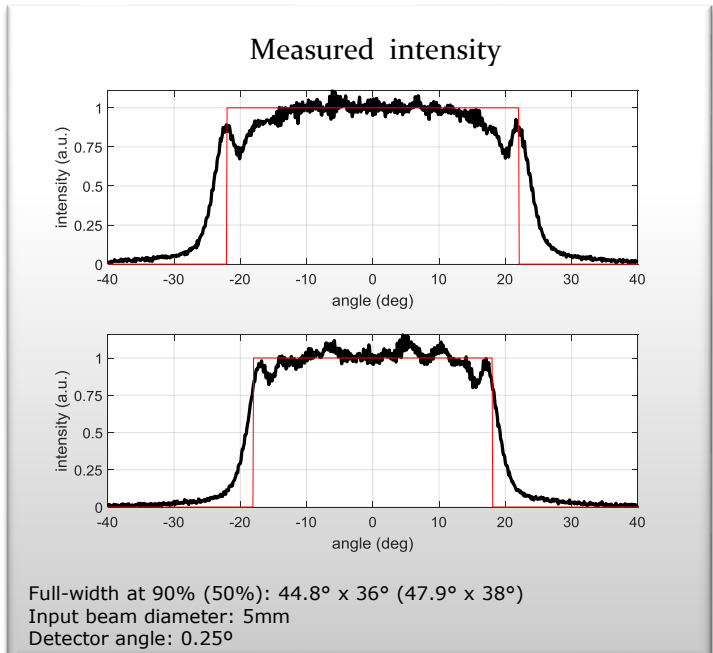 Measured intensity
1
0.75
0.5
0.25
0
intensity (a.u.)
-40 -30 -20 -10 0 10 20 30 40
angle (deg)
1
0.75
0.5
0.25
0
intensity (a.u.)
-40 -30 -20 -10 0 10 20 30 40
angle (deg)
Full-width at 90% (50%): 44.8° x 36° (47.9° x 38°)
Input beam diameter: 5mm
Detector angle: 0.25º